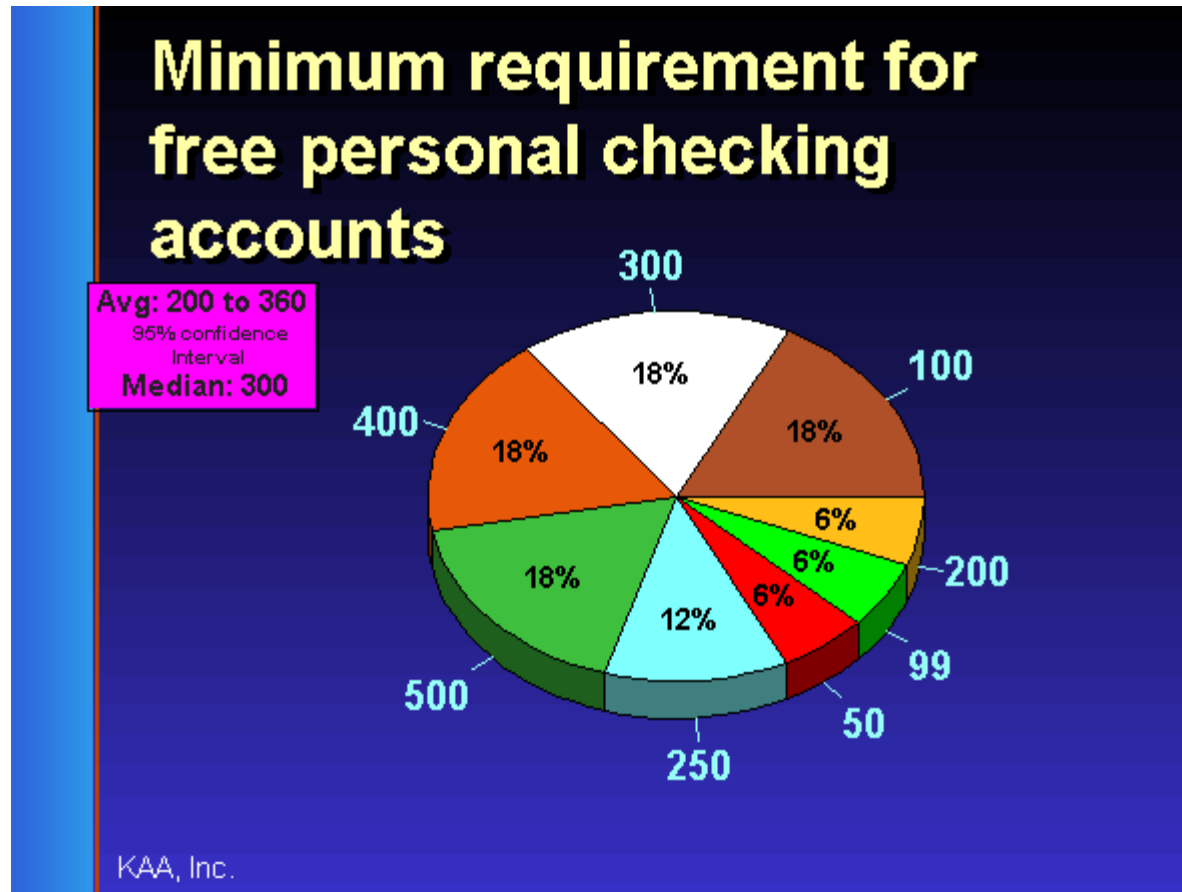 Minimum requirement for
free personal checking
accounts
Avg: 200 to 360
95% confidence
Interval
Median: 300
300
100
400
18%
18%
18%
6%
6%
200
18%
6%
12%
99
500
50
250
KAA, Inc.